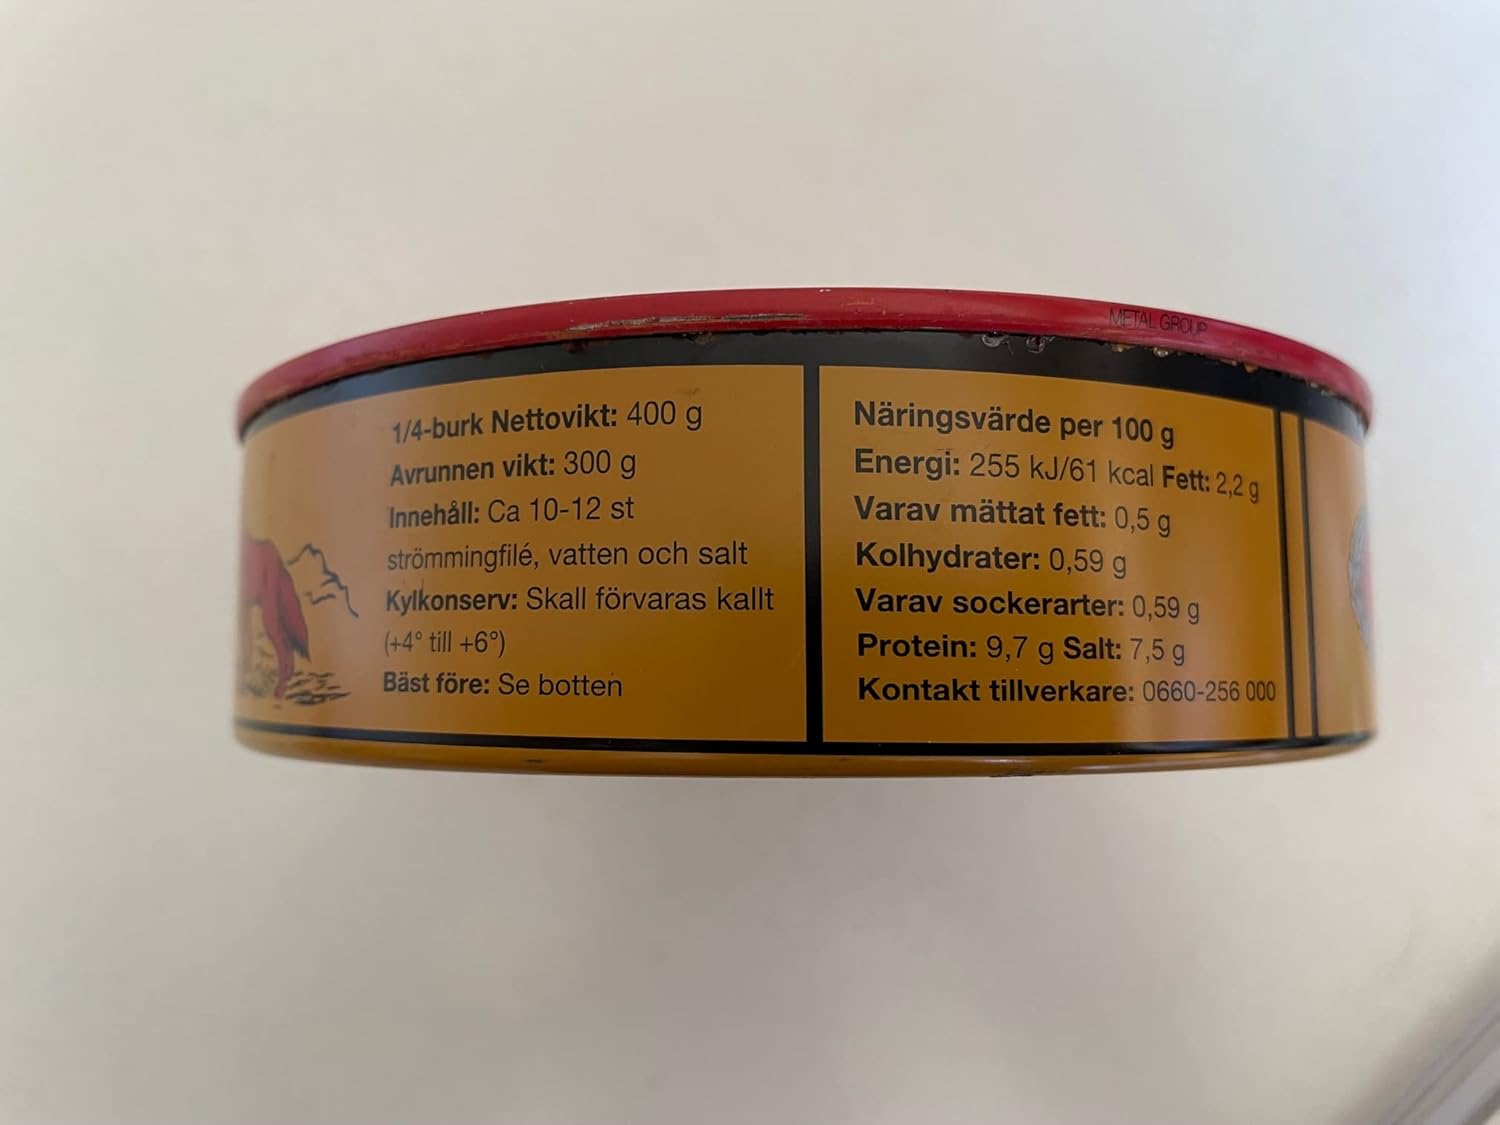 METAL GROUP
1/4-burk Nettovikt: 400 g
Avrunnen vikt: 300 g
Innehåll: Ca 10-12 st
strömmingfilé, vatten och salt
Kylkonserv: Skall förvaras kallt
(+4° till +6°)
Bäst före: Se botten
Näringsvärde per 100 g
Energi: 255 kJ/61 kcal Fett: 2,2 g
Varav mättat fett: 0,5 g
Kolhydrater: 0,59 g
Varav sockerarter: 0,59 g
Protein: 9,7 g Salt: 7,5 g
Kontakt tillverkare: 0660-256 000